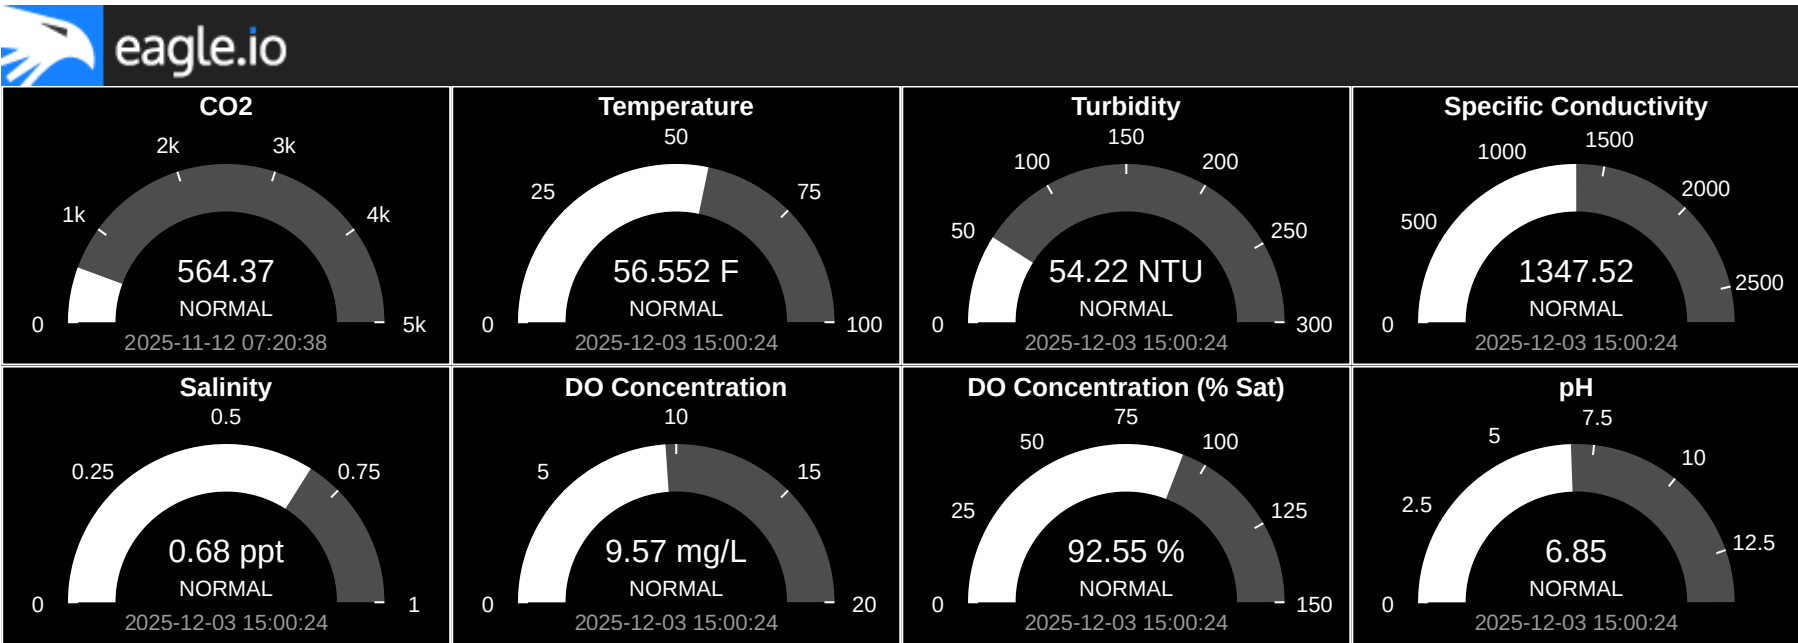 eagle.io
CO2
0
1k
2k
3k
4k
5k
564.37
NORMAL
2025-11-12 07:20:38
Temperature
0
25
50
75
100
56.552 F
NORMAL
2025-12-03 15:00:24
Turbidity
0
50
100
150
200
250
300
54.22 NTU
NORMAL
2025-12-03 15:00:24
Specific Conductivity
0
500
1000
1500
2000
2500
1347.52
NORMAL
2025-12-03 15:00:24
Salinity
0
0.25
0.5
0.75
1
0.68 ppt
NORMAL
2025-12-03 15:00:24
DO Concentration
0
5
10
15
20
9.57 mg/L
NORMAL
2025-12-03 15:00:24
DO Concentration (% Sat)
0
25
50
75
100
125
150
92.55 %
NORMAL
2025-12-03 15:00:24
pH
0
2.5
5
7.5
10
12.5
6.85
NORMAL
2025-12-03 15:00:24